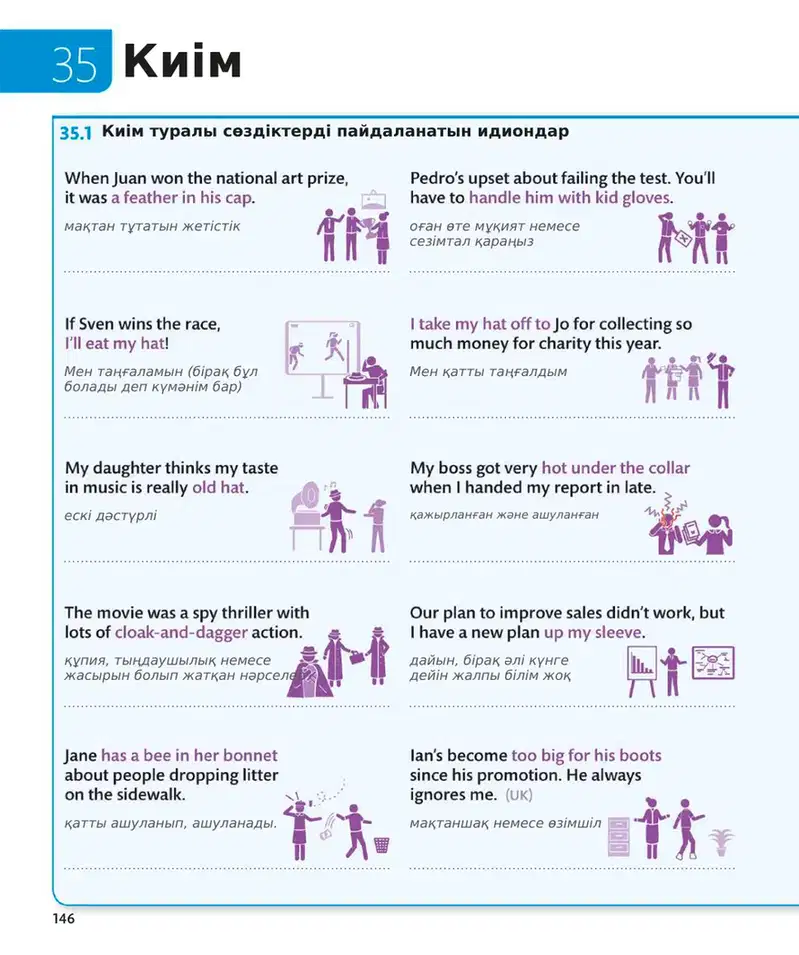 35 Киім
35.1 Киім туралы сөздіктерді пайдаланатын идиондар
When Juan won the national art prize,
it was a feather in his cap.
мақтан тұтатын жетістік
Pedro’s upset about failing the test. You’ll
have to handle him with kid gloves.
оған өте мұқият немесе
сезімтал қараңыз
If Sven wins the race,
I’ll eat my hat!
Мен таңғаламын (бірақ бұл
болады деп күмәнім бар)
I take my hat off to Jo for collecting so
much money for charity this year.
Мен қатты таңғалдым
My daughter thinks my taste
in music is really old hat.
ескі дәстүрлі
My boss got very hot under the collar
when I handed my report in late.
қажырланған және ашуланған
The movie was a spy thriller with
lots of cloak-and-dagger action.
құпия, тыңдаушылық немесе
жасырын болып жатқан нәрселер
Our plan to improve sales didn’t work, but
I have a new plan up my sleeve.
дайын, бірақ әлі күнге
дейін жалпы білім жоқ
Jane has a bee in her bonnet
about people dropping litter
on the sidewalk.
қатты ашуланып, ашуланады.
Ian’s become too big for his boots
since his promotion. He always
ignores me. (UK)
мақтаншақ немесе өзімшіл
146